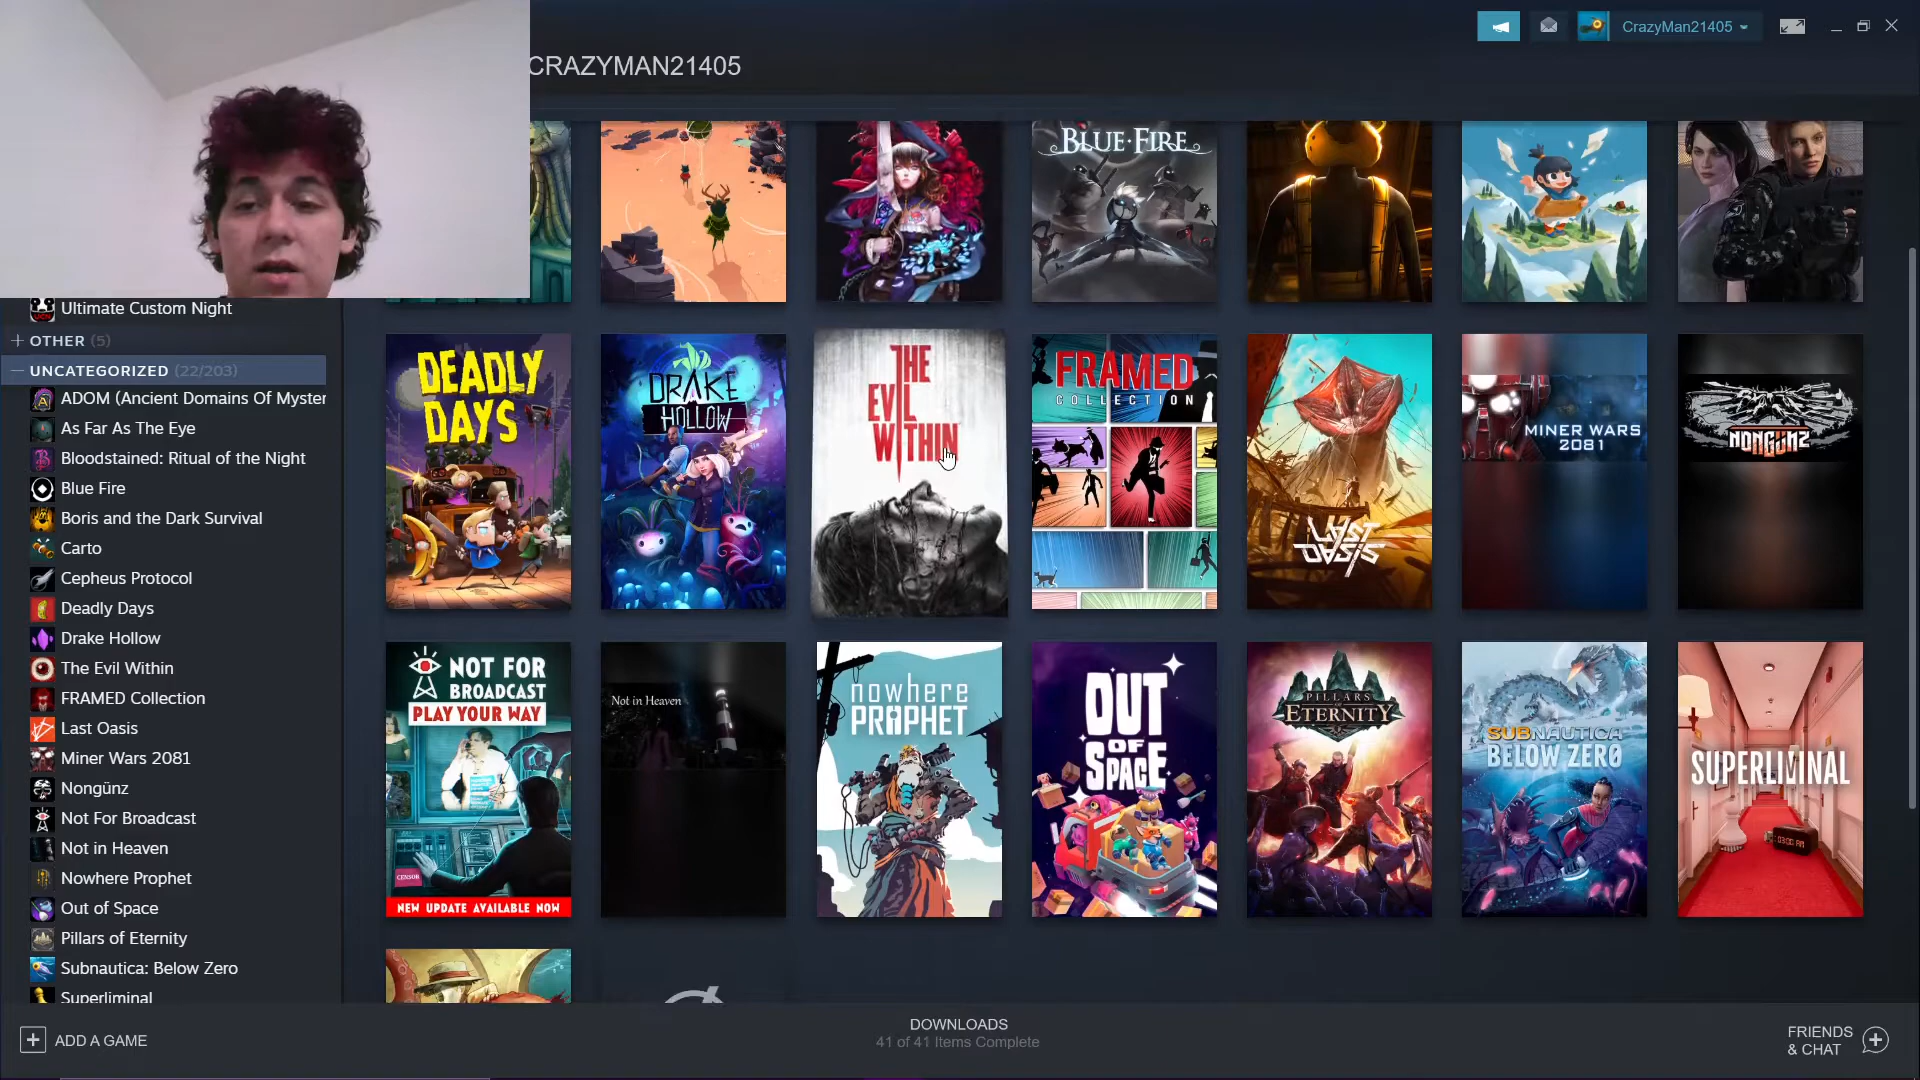 CrazyMan21405
CRAZYMAN21405
Ultimate Custom Night
OTHER (5)
UNCATEGORIZED (22/203)
ADOM (Ancient Domains Of Myster
As Far As The Eye
Bloodstained: Ritual of the Night
Blue Fire
Boris and the Dark Survival
Carto
Cepheus Protocol
Deadly Days
Drake Hollow
The Evil Within
FRAMED Collection
Last Oasis
Miner Wars 2081
Nongünz
Not For Broadcast
Not in Heaven
Nowhere Prophet
Out of Space
Pillars of Eternity
Subnautica: Below Zero
Superliminal
BLUE·FIRE
DEADLY
DAYS
DRAKE
HOLLOW
THE
EVIL
WITHIN
FRAMED
COLLECTION
LAST
OASIS
MINER WARS
2081
NONGUNZ
NOT FOR
BROADCAST
PLAY YOUR WAY
CENSOR
NEW UPDATE AVAILABLE NOW
Not in Heaven
nowhere
PROPHET
OUT
OF
SPACE
PILLARS
OF
ETERNITY
SUBNAUTICA
BELOW ZERO
SUPERLIMINAL
03:00 AM
ADD A GAME
DOWNLOADS
41 of 41 Items Complete
FRIENDS
& CHAT